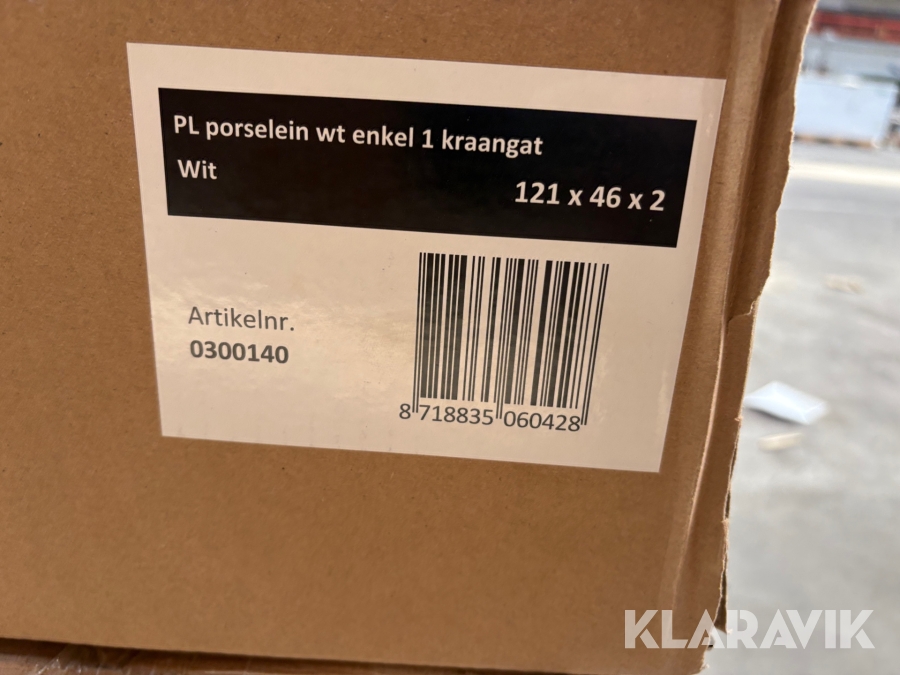 PL porselein wt enkel 1 kraangat
Wit
121 x 46 x 2
Artikelnr.
0300140
8 718835 060428
KLARAVIK